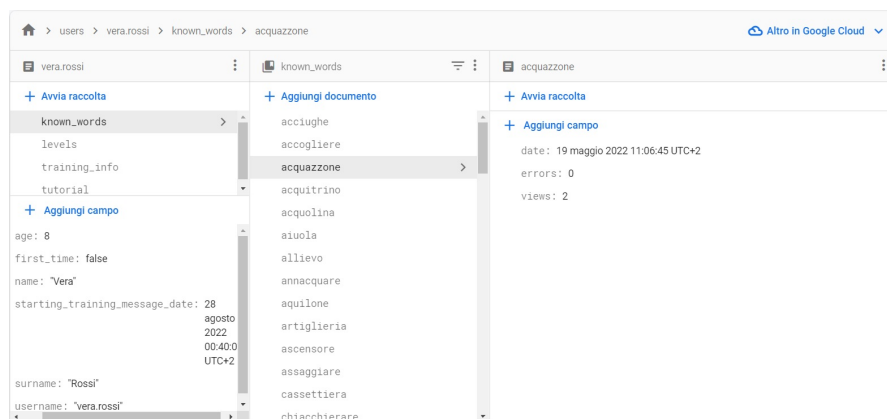 > users > vera.rossi > known_words > acquazzone
Altro in Google Cloud
vera.rossi
+ Avvia raccolta
known_words >
levels
training_info
tutorial
+ Aggiungi campo
age: 8
first_time: false
name: "Vera"
starting_training_message_date: 28
agosto
2022
00:40:0
UTC+2
surname: "Rossi"
username: "vera.rossi"
known_words
+ Aggiungi documento
acciughe
accogliere
acquazzone >
acquitrino
acquolina
aiuola
allievo
annacquare
aquilone
artiglieria
ascensore
assaggiare
cassettiera
chiacchierare
acquazzone
+ Avvia raccolta
+ Aggiungi campo
date: 19 maggio 2022 11:06:45 UTC+2
errors: 0
views: 2